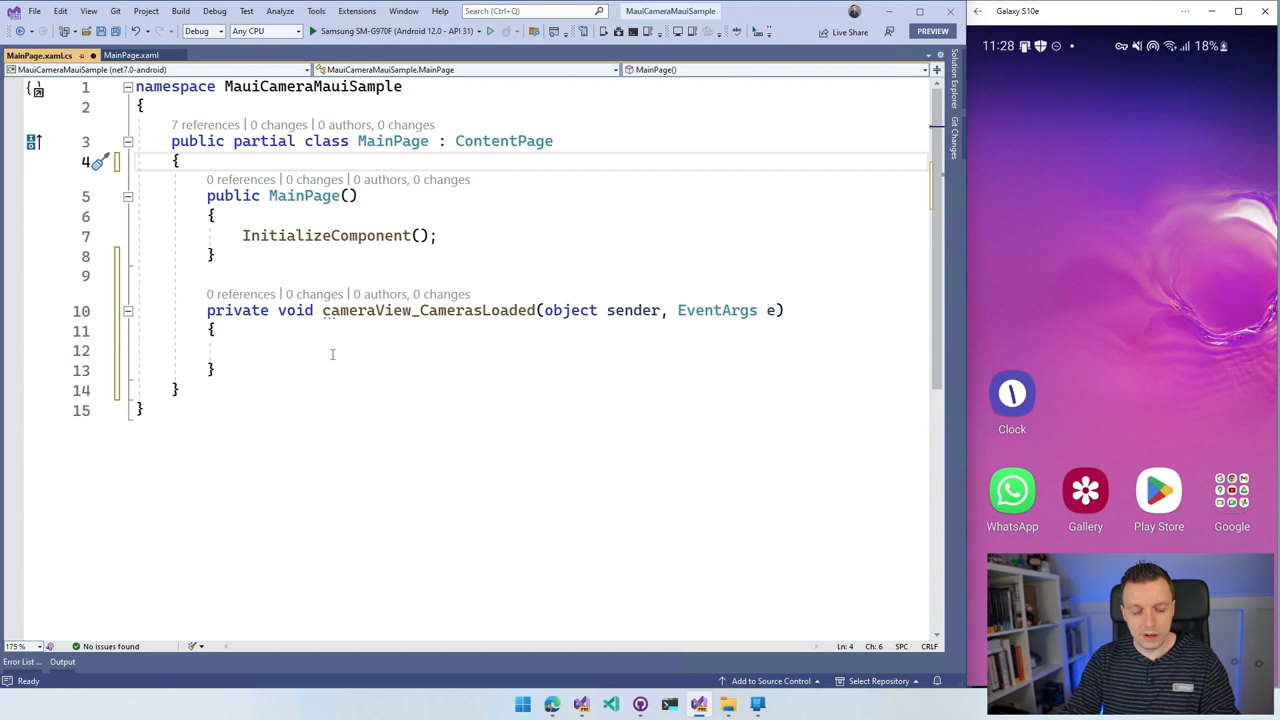 File Edit View Git Project Build Debug Test Analyze Tools Extensions Window Help Search (Ctrl+Q) MauiCameraMauiSample
Debug Any CPU Samsung SM-G970F (Android 12.0 - API 31) Live Share PREVIEW
MainPage.xaml.cs MainPage.xaml
MauiCameraMauiSample (net7.0-android) MauiCameraMauiSample.MainPage MainPage()
1 namespace MauiCameraMauiSample
2 {
7 references | 0 changes | 0 authors, 0 changes
3 public partial class MainPage : ContentPage
4 {
0 references | 0 changes | 0 authors, 0 changes
5 public MainPage()
6 {
7 InitializeComponent();
8 }
9
0 references | 0 changes | 0 authors, 0 changes
10 private void cameraView_CamerasLoaded(object sender, EventArgs e)
11 {
12
13 }
14 }
15 }
175 % No issues found Ln: 4 Ch: 6 SPC CRLF
Error List ... Output
Ready Add to Source Control Select Repository
Solution Explorer
Git Changes
Galaxy S10e
11:28 18%
Clock
WhatsApp Gallery Play Store Google